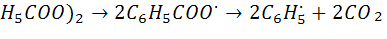 H₅COO)₂ → 2C₆H₅COO˙ → 2C₆H₅˙ + 2CO₂